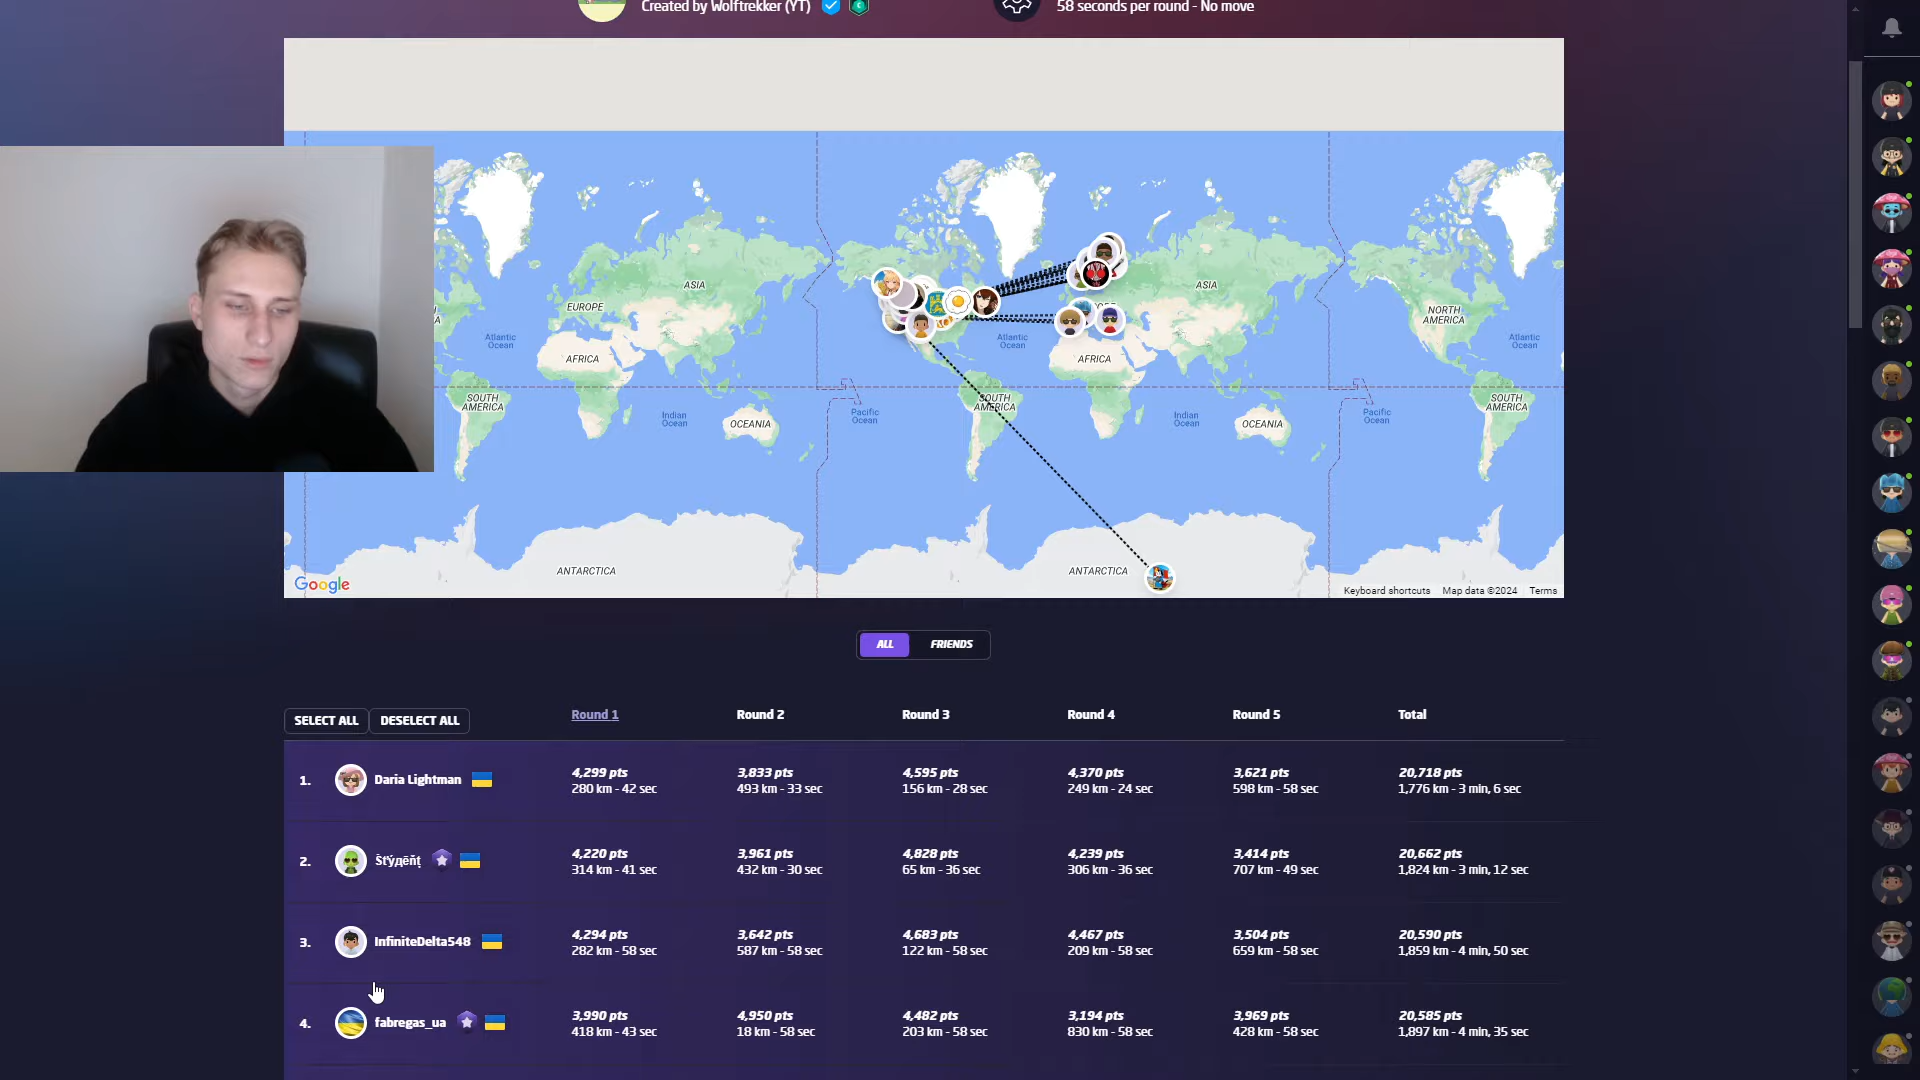 Created by Wolftrekker (YT)
58 seconds per round - No move
ASIA
EUROPE
Atlantic
Ocean
AFRICA
SOUTH
AMERICA
Indian
Ocean
OCEANIA
Pacific
Ocean
ANTARCTICA
ASIA
Atlantic
Ocean
AFRICA
SOUTH
AMERICA
Indian
Ocean
OCEANIA
Pacific
Ocean
ANTARCTICA
NORTH
AMERICA
Atlantic
Ocean
SOUTH
AMERICA
Google
Keyboard shortcuts Map data ©2024 Terms
ALL FRIENDS
SELECT ALL DESELECT ALL Round 1 Round 2 Round 3 Round 4 Round 5 Total
4,299 pts 3,833 pts 4,595 pts 4,370 pts 3,621 pts 20,718 pts
1. Daria Lightman
280 km - 42 sec 493 km - 33 sec 156 km - 28 sec 249 km - 24 sec 598 km - 58 sec 1,776 km - 3 min, 6 sec
4,220 pts 3,961 pts 4,828 pts 4,239 pts 3,414 pts 20,662 pts
2.
314 km - 41 sec 432 km - 30 sec 65 km - 36 sec 306 km - 36 sec 707 km - 49 sec 1,824 km - 3 min, 12 sec
4,294 pts 3,642 pts 4,683 pts 4,467 pts 3,504 pts 20,590 pts
3. InfiniteDelta548
282 km - 58 sec 587 km - 58 sec 122 km - 58 sec 209 km - 58 sec 659 km - 58 sec 1,859 km - 4 min, 50 sec
3,990 pts 4,950 pts 4,482 pts 3,194 pts 3,969 pts 20,585 pts
4. fabregas_ua
418 km - 43 sec 18 km - 58 sec 203 km - 58 sec 830 km - 58 sec 428 km - 58 sec 1,897 km - 4 min, 35 sec